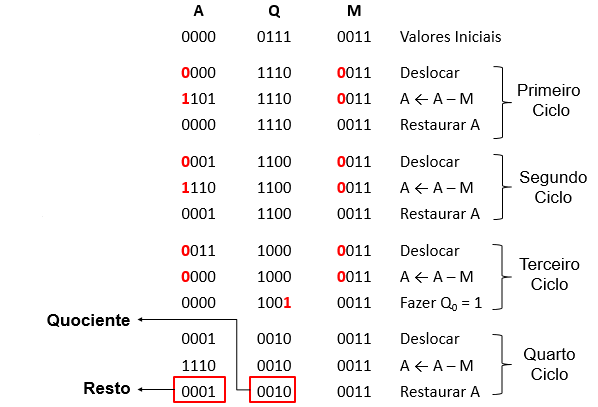 A Q M
0000 0111 0011 Valores Iniciais
0000 1110 0011 Deslocar
1101 1110 0011 A ← A – M
0000 1110 0011 Restaurar A
Primeiro
Ciclo
0001 1100 0011 Deslocar
1110 1100 0011 A ← A – M
0001 1100 0011 Restaurar A
Segundo
Ciclo
0011 1000 0011 Deslocar
0000 1000 0011 A ← A – M
0000 1001 0011 Fazer Q₀ = 1
Terceiro
Ciclo
Quociente
0001 0010 0011 Deslocar
1110 0010 0011 A ← A – M
Resto 0001 0010 0011 Restaurar A
Quarto
Ciclo